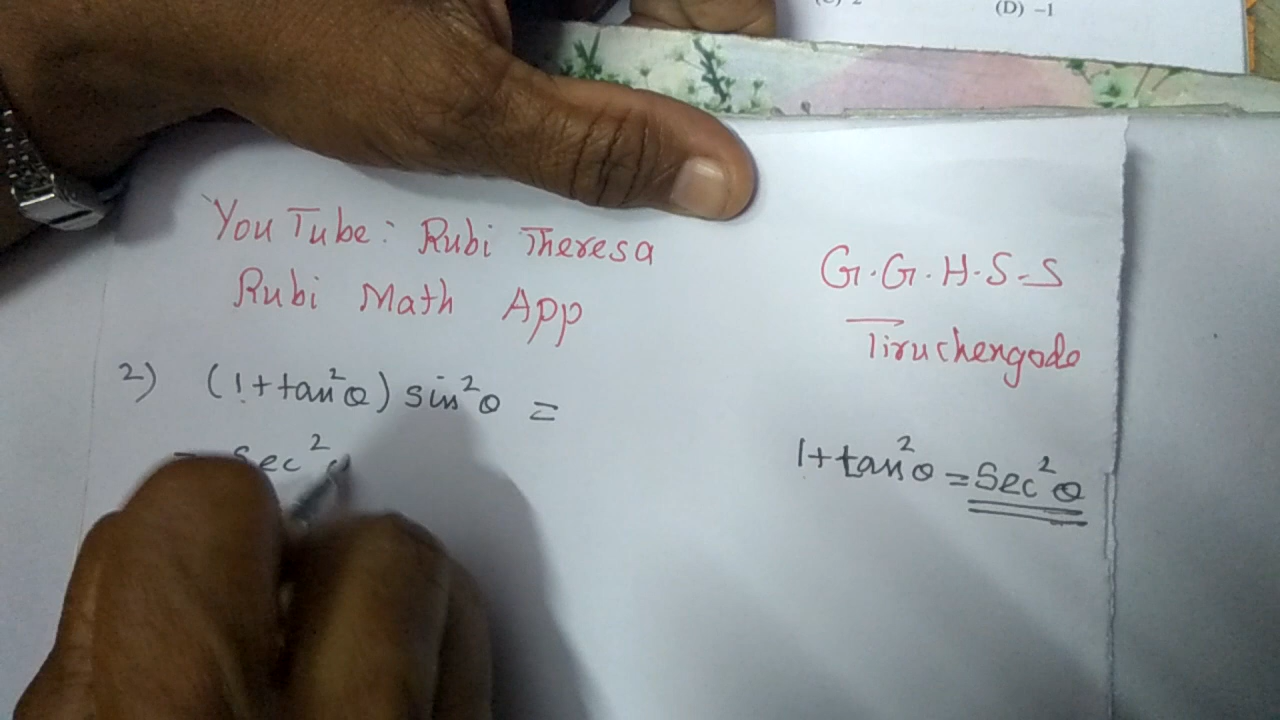 (D) -1
YouTube: Rubi Theresa
Rubi Math App
G.G.H.S.S
Tiruchengode
2) (1+tan²θ) sin²θ =
= Sec²
1+tan²θ = Sec²θ